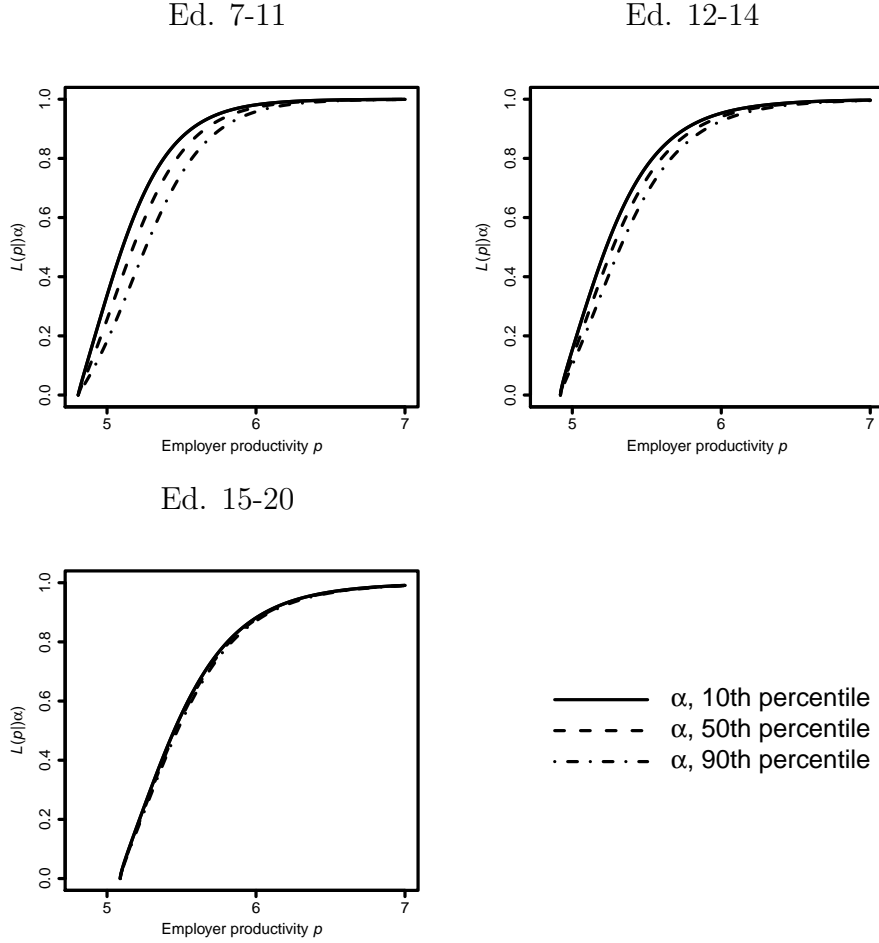 Ed. 7-11
Ed. 12-14
1.0
0.8
0.6
0.4
0.2
0.0
L(p|)α)
5
6
7
Employer productivity p
1.0
0.8
0.6
0.4
0.2
0.0
L(p|)α)
5
6
7
Employer productivity p
Ed. 15-20
1.0
0.8
0.6
0.4
0.2
0.0
L(p|)α)
5
6
7
Employer productivity p
α, 10th percentile
α, 50th percentile
α, 90th percentile